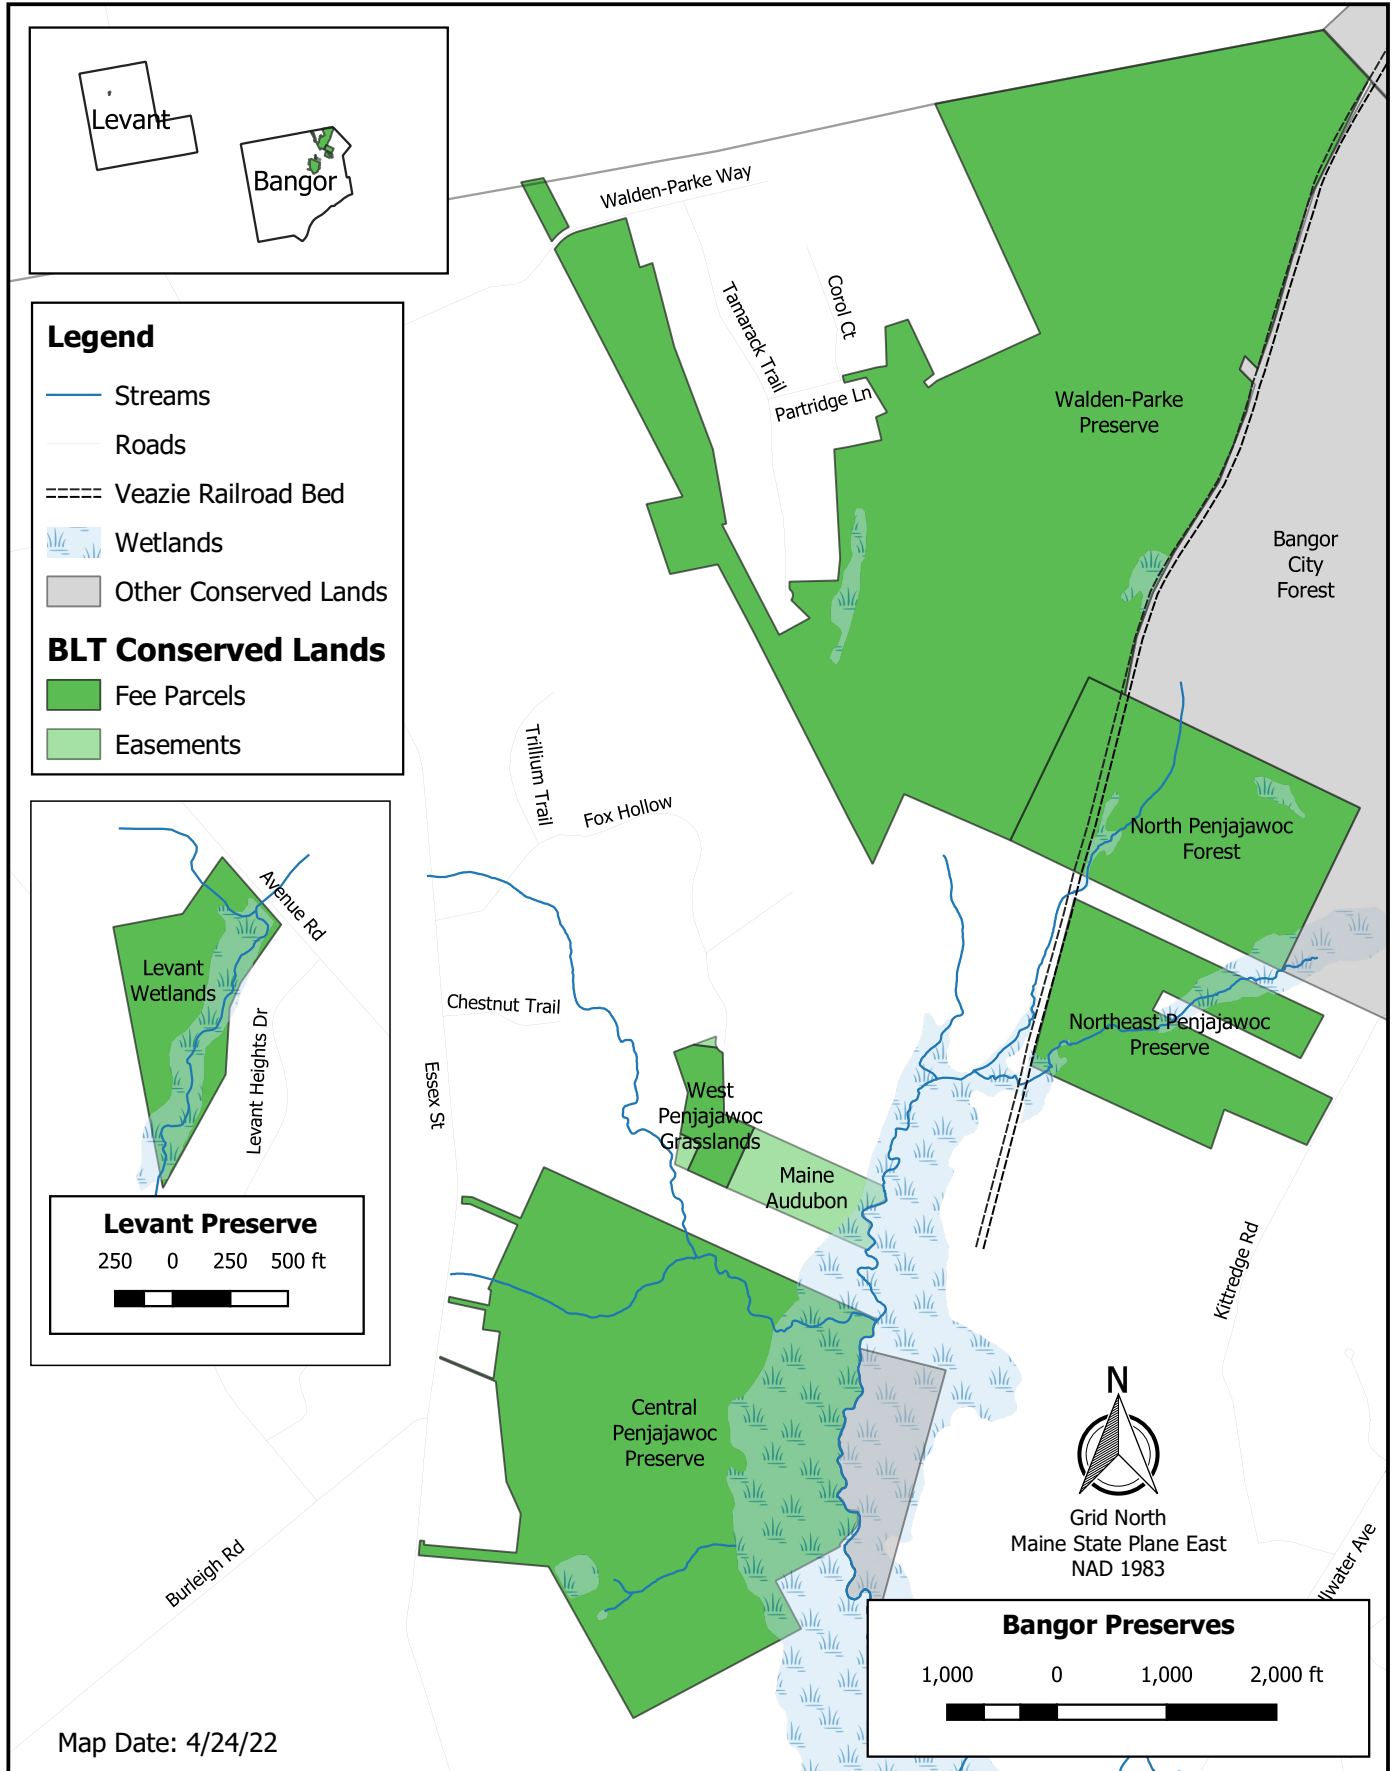 Levant
Bangor
Legend
Streams
Roads
Veazie Railroad Bed
Wetlands
Other Conserved Lands
BLT Conserved Lands
Fee Parcels
Easements
Walden-Parke Way
Tamarack Trail
Corol Ct
Partridge Ln
Walden-Parke
Preserve
Bangor
City
Forest
Trillium Trail
Fox Hollow
North Penjajawoc
Forest
Avenue Rd
Levant
Wetlands
Levant Heights Dr
Chestnut Trail
Essex St
Northeast Penjajawoc
Preserve
West
Penjajawoc
Grasslands
Maine
Audubon
Levant Preserve
250 0 250 500 ft
Kittredge Rd
Central
Penjajawoc
Preserve
N
Grid North
Maine State Plane East
NAD 1983
Burleigh Rd
llwater Ave
Bangor Preserves
1,000 0 1,000 2,000 ft
Map Date: 4/24/22